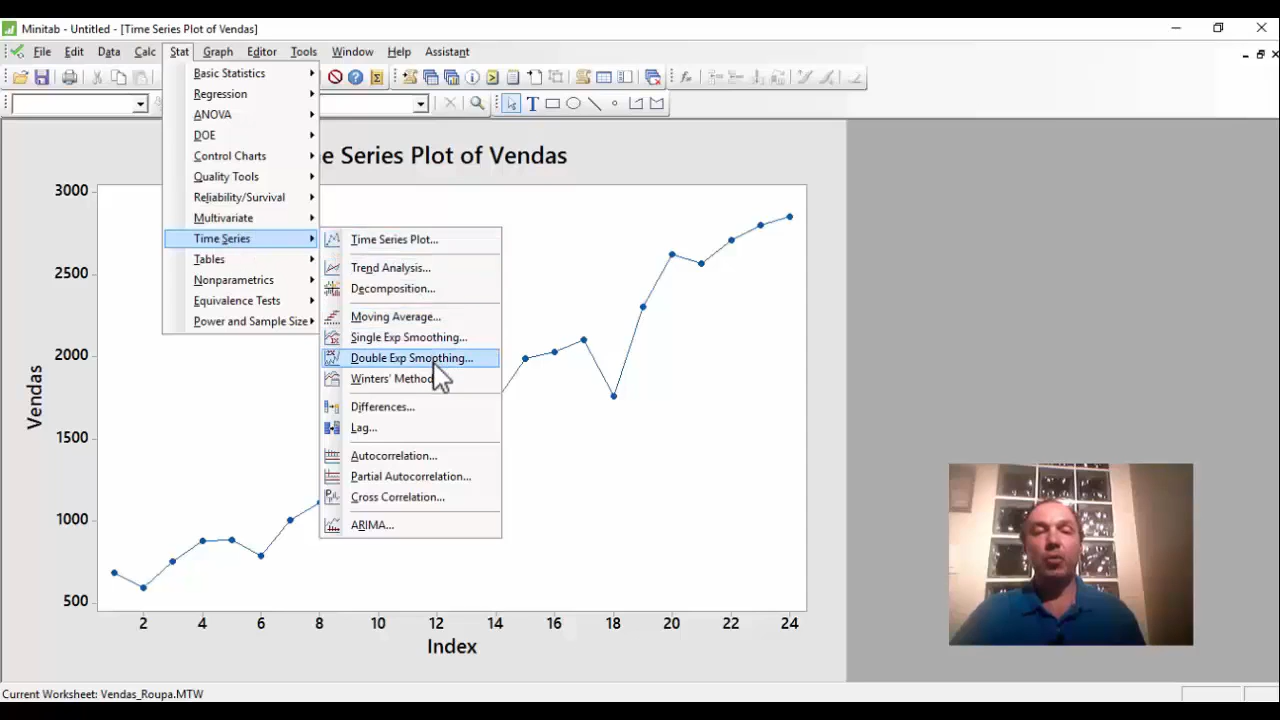 Minitab - Untitled - [Time Series Plot of Vendas]
File Edit Data Calc Stat Graph Editor Tools Window Help Assistant
Basic Statistics
Regression
ANOVA
DOE
Control Charts
Quality Tools
Reliability/Survival
Multivariate
Time Series
Tables
Nonparametrics
Equivalence Tests
Power and Sample Size
Time Series Plot...
Trend Analysis...
Decomposition...
Moving Average...
Single Exp Smoothing...
Double Exp Smoothing...
Winters' Method
Differences...
Lag...
Autocorrelation...
Partial Autocorrelation...
Cross Correlation...
ARIMA...
e Series Plot of Vendas
3000
2500
2000
1500
1000
500
Vendas
2 4 6 8 10 12 14 16 18 20 22 24
Index
Current Worksheet: Vendas_Roupa.MTW